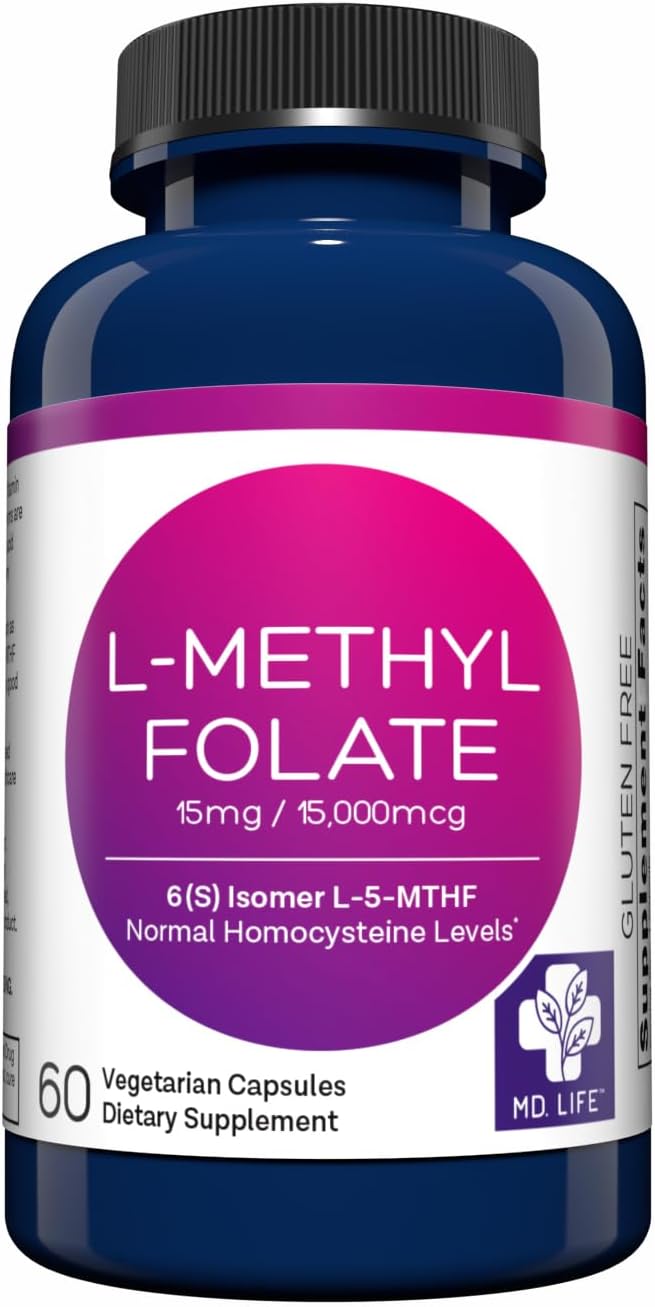 L-METHYL
FOLATE
15mg / 15,000mcg
6(S) Isomer L-5-MTHF
Normal Homocysteine Levels*
60 Vegetarian Capsules
Dietary Supplement
MD. LIFE™
GLUTEN FREE
Supplement Facts